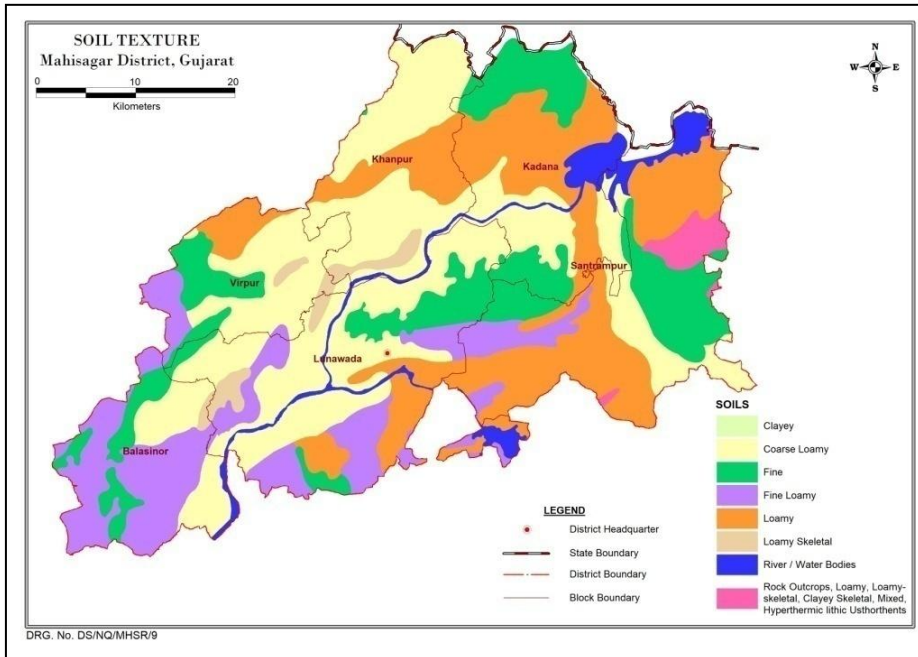 SOIL TEXTURE
Mahisagar District, Gujarat
0 10 20
Kilometers
N
W E
S
Khanpur
Kadana
Virpur
Santrampur
Lunawada
Balasinor
SOILS
Clayey
Coarse Loamy
Fine
Fine Loamy
Loamy
Loamy Skeletal
River / Water Bodies
Rock Outcrops, Loamy, Loamy-
skeletal, Clayey Skeletal, Mixed,
Hyperthermic lithic Usthorthents
LEGEND
District Headquarter
State Boundary
District Boundary
Block Boundary
DRG. No. DS/NQ/MHSR/9